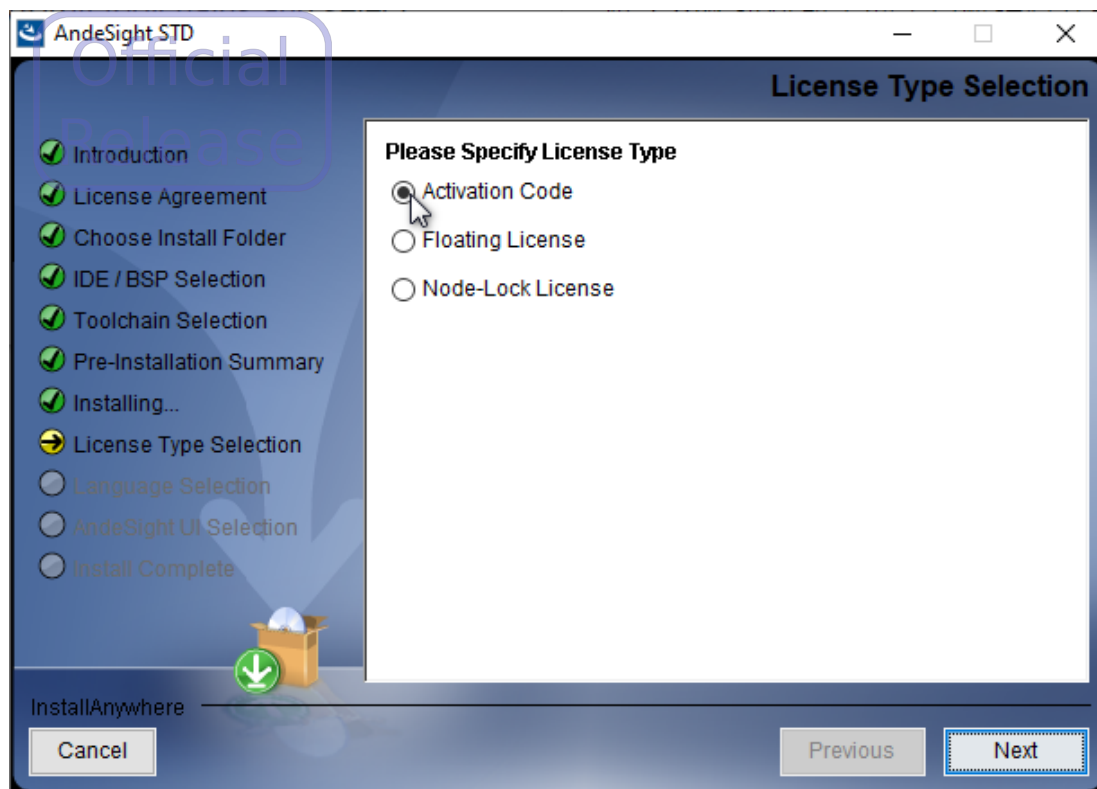 AndeSight STD
Official
Release
License Type Selection
Introduction
License Agreement
Choose Install Folder
IDE / BSP Selection
Toolchain Selection
Pre-Installation Summary
Installing...
License Type Selection
Language Selection
AndeSight UI Selection
Install Complete
Please Specify License Type
Activation Code
Floating License
Node-Lock License
InstallAnywhere
Cancel
Previous
Next